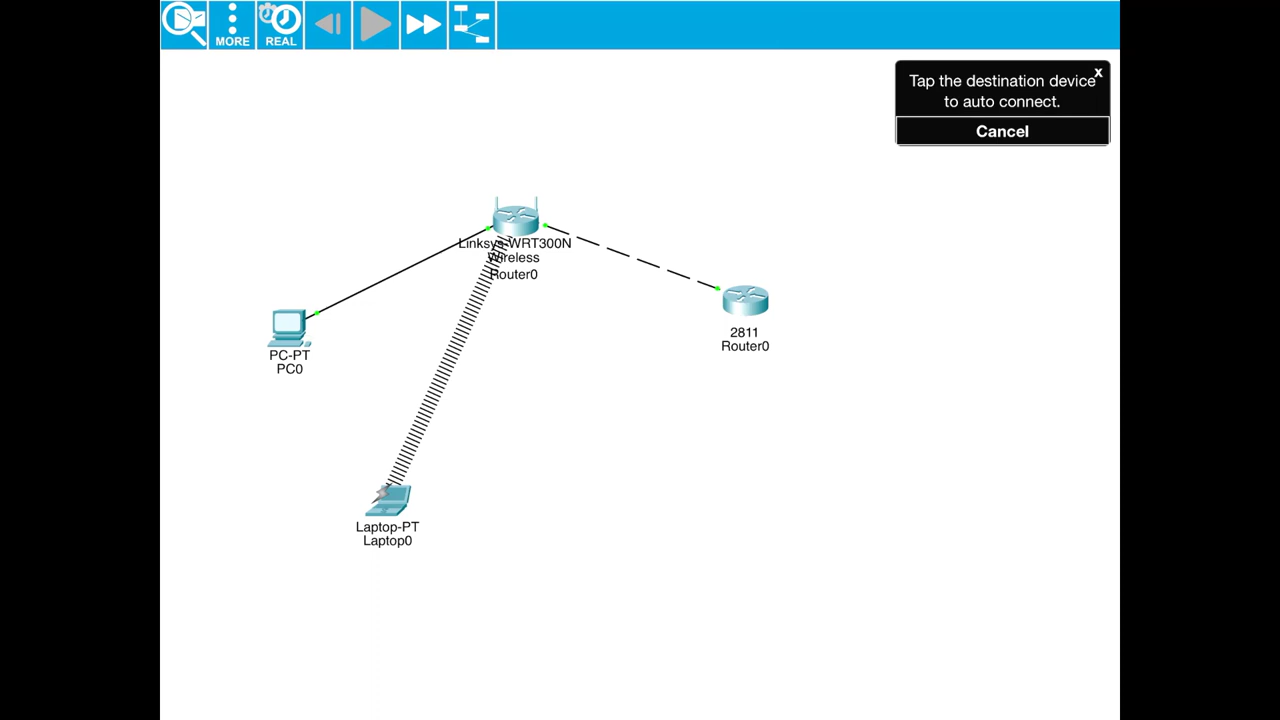 MORE
REAL
Tap the destination device
x
to auto connect.
Cancel
Linksys-WRT300N
Wireless
Router0
2811
Router0
PC-PT
PC0
Laptop-PT
Laptop0